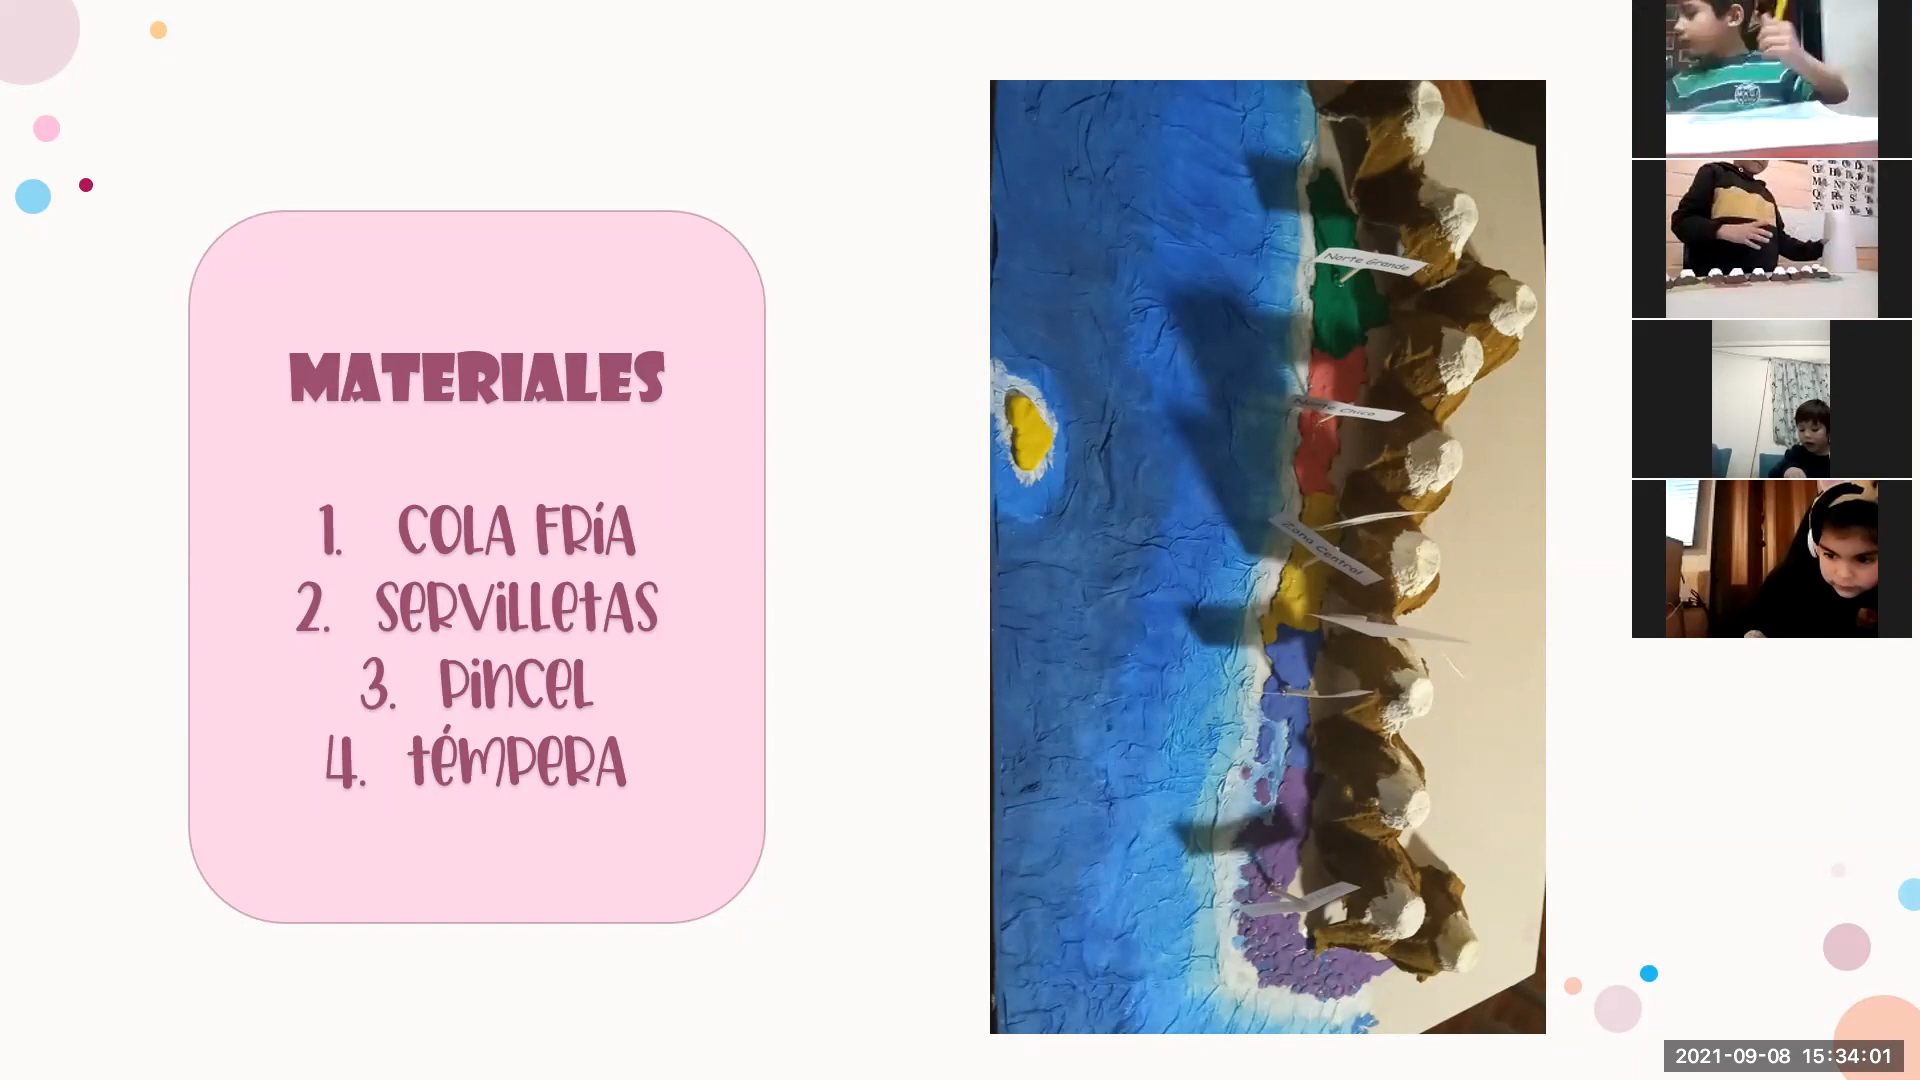 MATERIALES
1. COLA FRÍA
2. SERVILLETAS
3. PINCEL
4. TÉMPERA
Norte Grande
Norte Chico
Zona Central
2021-09-08 15:34:01